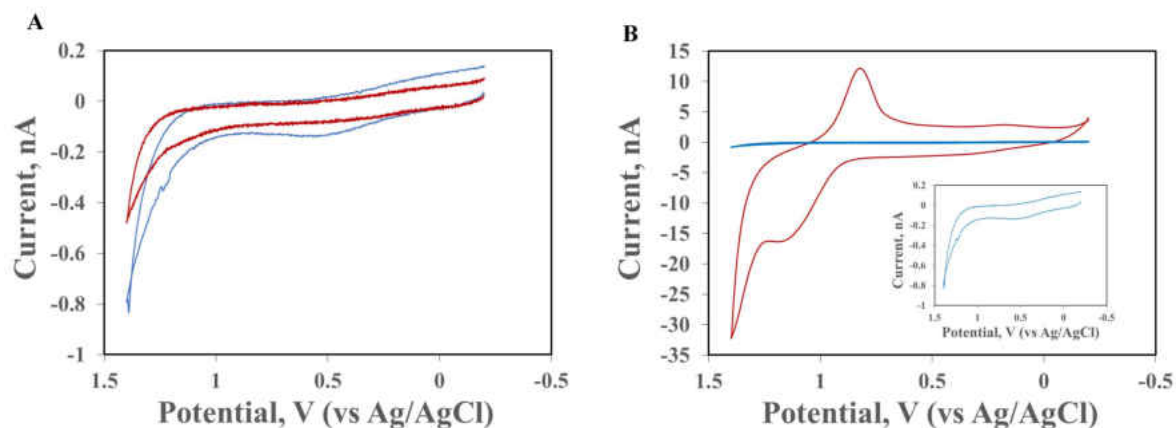 A
0.2
0
-0.2
-0.4
-0.6
-0.8
-1
Current, nA
1.5 1 0.5 0 -0.5
Potential, V (vs Ag/AgCl)
B
15
10
5
0
-5
-10
-15
-20
-25
-30
-35
Current, nA
1.5 1 0.5 0 -0.5
Potential, V (vs Ag/AgCl)
0.2
0
-0.2
-0.4
-0.6
-0.8
-1
Current, nA
1.5 1 0.5 0 -0.5
Potential, V (vs Ag/AgCl)